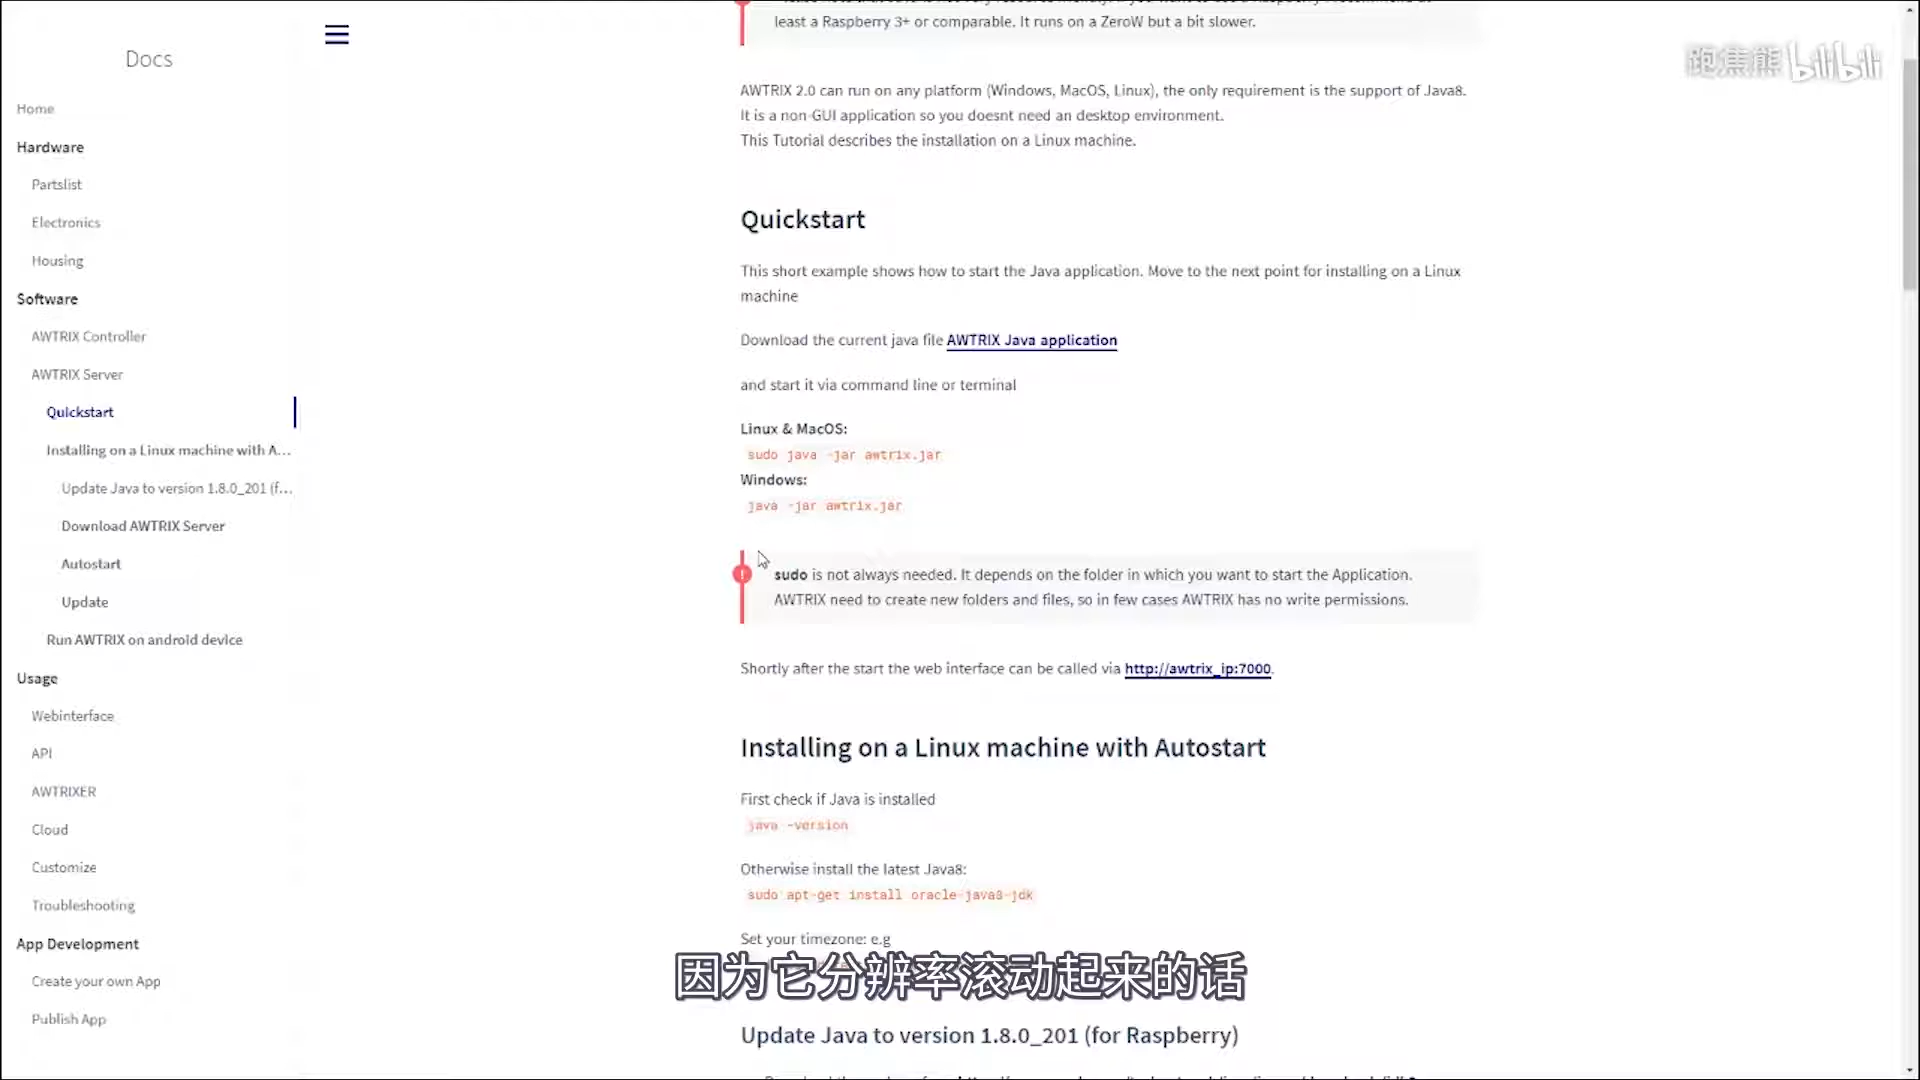 Docs
Home
Hardware
Partslist
Electronics
Housing
Software
AWTRIX Controller
AWTRIX Server
Quickstart
Installing on a Linux machine with A...
Update Java to version 1.8.0_201 (f...
Download AWTRIX Server
Autostart
Update
Run AWTRIX on android device
Usage
Webinterface
API
AWTRIXER
Cloud
Customize
Troubleshooting
App Development
Create your own App
Publish App
least a Raspberry 3+ or comparable. It runs on a ZeroW but a bit slower.
跑焦熊 bilibili
AWTRIX 2.0 can run on any platform (Windows, MacOS, Linux), the only requirement is the support of Java8.
It is a non-GUI application so you doesnt need an desktop environment.
This Tutorial describes the installation on a Linux machine.
Quickstart
This short example shows how to start the Java application. Move to the next point for installing on a Linux
machine
Download the current java file AWTRIX Java application
and start it via command line or terminal
Linux & MacOS:
sudo java -jar awtrix.jar
Windows:
java -jar awtrix.jar
sudo is not always needed. It depends on the folder in which you want to start the Application.
AWTRIX need to create new folders and files, so in few cases AWTRIX has no write permissions.
Shortly after the start the web interface can be called via http://awtrix_ip:7000.
Installing on a Linux machine with Autostart
First check if Java is installed
java -version
Otherwise install the latest Java8:
sudo apt-get install oracle-java8-jdk
Set your timezone: e.g
因为它分辨率滚动起来的话
Update Java to version 1.8.0_201 (for Raspberry)